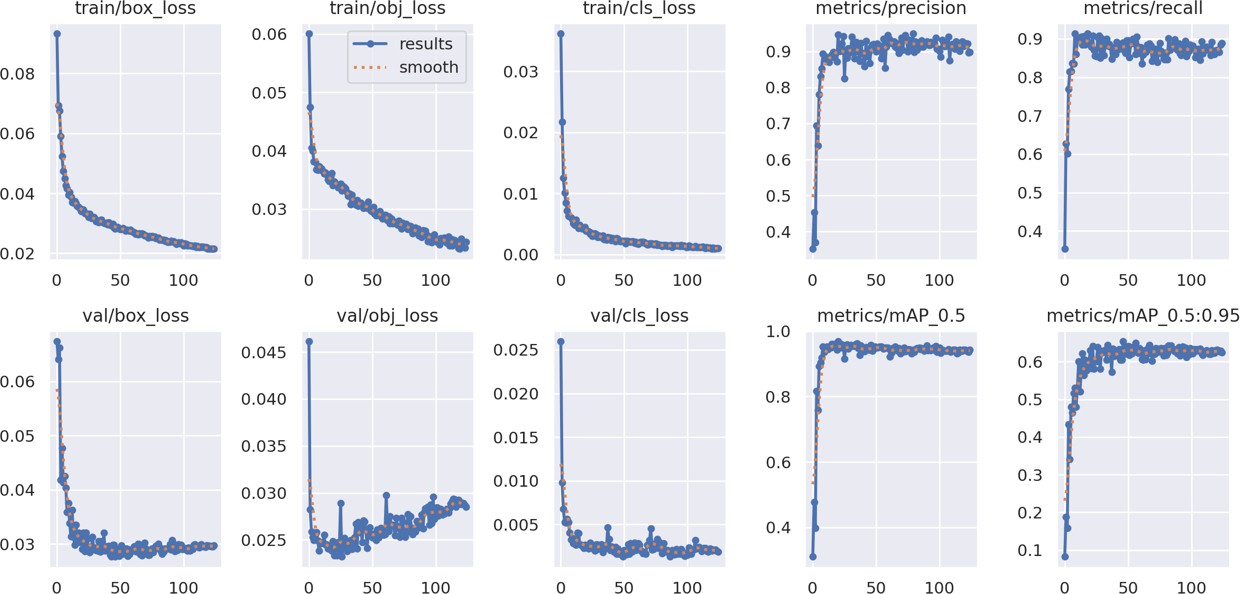 train/box_loss
train/obj_loss
train/cls_loss
metrics/precision
metrics/recall
0.08
0.06
0.04
0.02
0 50 100
0.06
0.05
0.04
0.03
0 50 100
results
smooth
0.03
0.02
0.01
0.00
0 50 100
0.9
0.8
0.7
0.6
0.5
0.4
0 50 100
0.9
0.8
0.7
0.6
0.5
0.4
0 50 100
val/box_loss
val/obj_loss
val/cls_loss
metrics/mAP_0.5
metrics/mAP_0.5:0.95
0.06
0.05
0.04
0.03
0 50 100
0.045
0.040
0.035
0.030
0.025
0 50 100
0.025
0.020
0.015
0.010
0.005
0 50 100
1.0
0.8
0.6
0.4
0 50 100
0.6
0.5
0.4
0.3
0.2
0.1
0 50 100